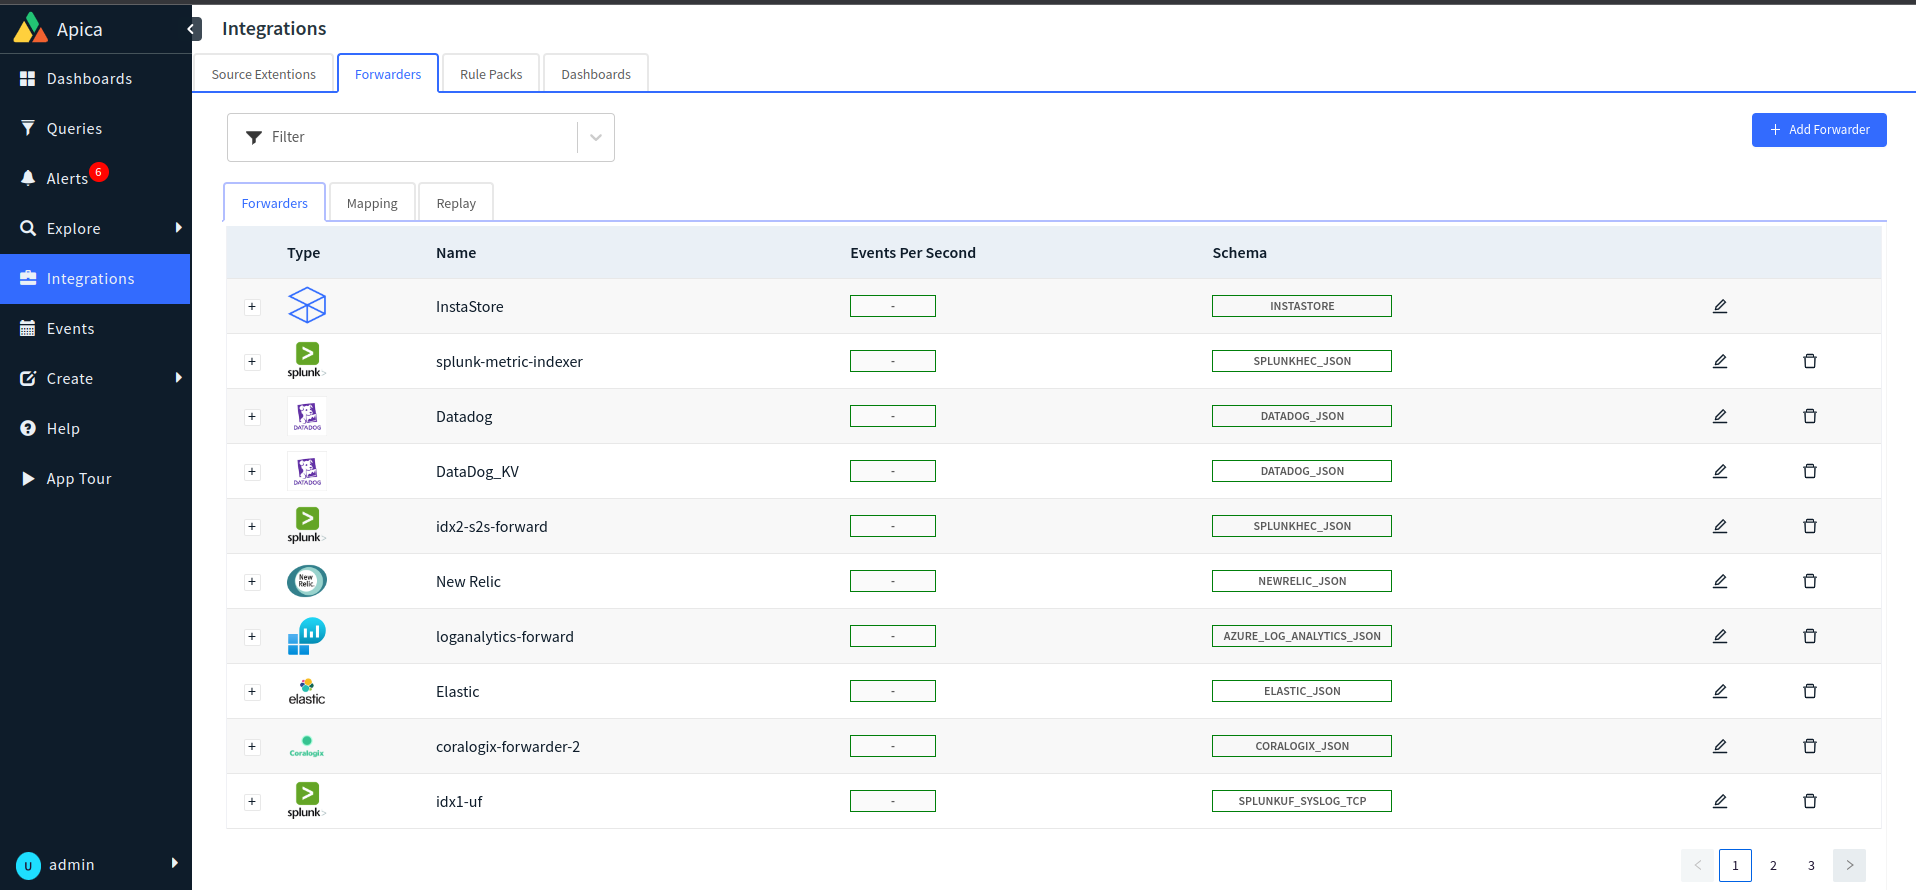 Apica
Integrations
Dashboards
Queries
Alerts 6
Explore
Integrations
Events
Create
Help
App Tour
U admin
Source Extentions Forwarders Rule Packs Dashboards
Filter
+ Add Forwarder
Forwarders Mapping Replay
Type Name Events Per Second Schema
+ InstaStore - INSTASTORE
+ splunk> splunk-metric-indexer - SPLUNKHEC_JSON
+ DATADOG Datadog - DATADOG_JSON
+ DATADOG DataDog_KV - DATADOG_JSON
+ splunk> idx2-s2s-forward - SPLUNKHEC_JSON
+ New Relic New Relic - NEWRELIC_JSON
+ loganalytics-forward - AZURE_LOG_ANALYTICS_JSON
+ elastic Elastic - ELASTIC_JSON
+ Coralogix coralogix-forwarder-2 - CORALOGIX_JSON
+ splunk> idx1-uf - SPLUNKUF_SYSLOG_TCP
< 1 2 3 >